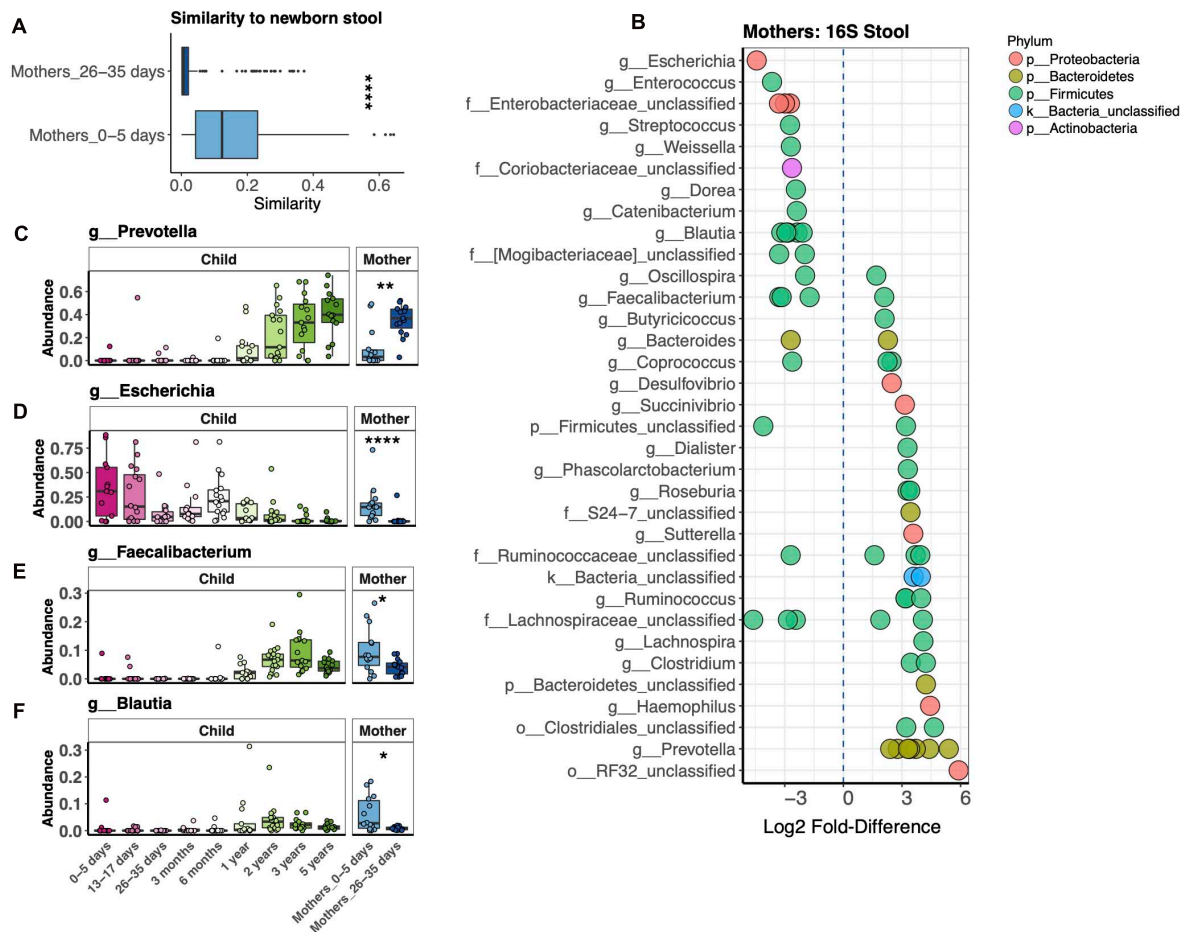 A
Similarity to newborn stool
Mothers_26−35 days
Mothers_0−5 days
****
0.0 0.2 0.4 0.6
Similarity
B
Mothers: 16S Stool
g__Escherichia
g__Enterococcus
f__Enterobacteriaceae_unclassified
g__Streptococcus
g__Weissella
f__Coriobacteriaceae_unclassified
g__Dorea
g__Catenibacterium
g__Blautia
f__[Mogibacteriaceae]_unclassified
g__Oscillospira
g__Faecalibacterium
g__Butyricicoccus
g__Bacteroides
g__Coprococcus
g__Desulfovibrio
g__Succinivibrio
p__Firmicutes_unclassified
g__Dialister
g__Phascolarctobacterium
g__Roseburia
f__S24−7_unclassified
g__Sutterella
f__Ruminococcaceae_unclassified
k__Bacteria_unclassified
g__Ruminococcus
f__Lachnospiraceae_unclassified
g__Lachnospira
g__Clostridium
p__Bacteroidetes_unclassified
g__Haemophilus
o__Clostridiales_unclassified
g__Prevotella
o__RF32_unclassified
−3 0 3 6
Log2 Fold-Difference
Phylum
p__Proteobacteria
p__Bacteroidetes
p__Firmicutes
k__Bacteria_unclassified
p__Actinobacteria
C
g__Prevotella
Child Mother
Abundance
0.6
0.4
0.2
0.0
**
D
g__Escherichia
Child Mother
Abundance
0.75
0.50
0.25
0.00
****
E
g__Faecalibacterium
Child Mother
Abundance
0.3
0.2
0.1
0.0
*
F
g__Blautia
Child Mother
Abundance
0.3
0.2
0.1
0.0
*
0−5 days
13−17 days
26−35 days
3 months
6 months
1 year
2 years
3 years
5 years
Mothers_0−5 days
Mothers_26−35 days